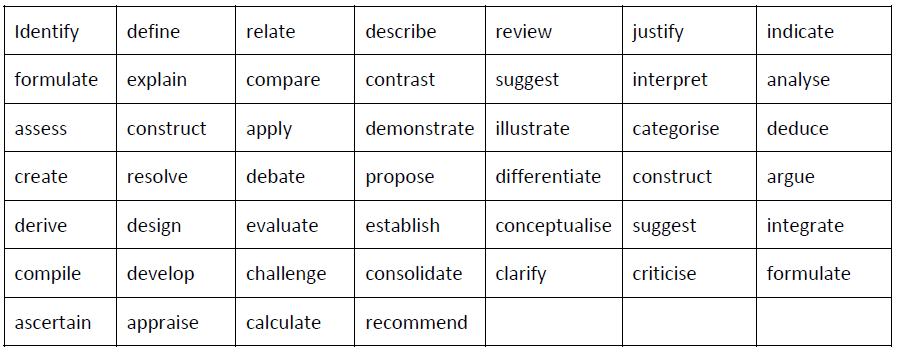 Identify define relate describe review justify indicate
formulate explain compare contrast suggest interpret analyse
assess construct apply demonstrate illustrate categorise deduce
create resolve debate propose differentiate construct argue
derive design evaluate establish conceptualise suggest integrate
compile develop challenge consolidate clarify criticise formulate
ascertain appraise calculate recommend